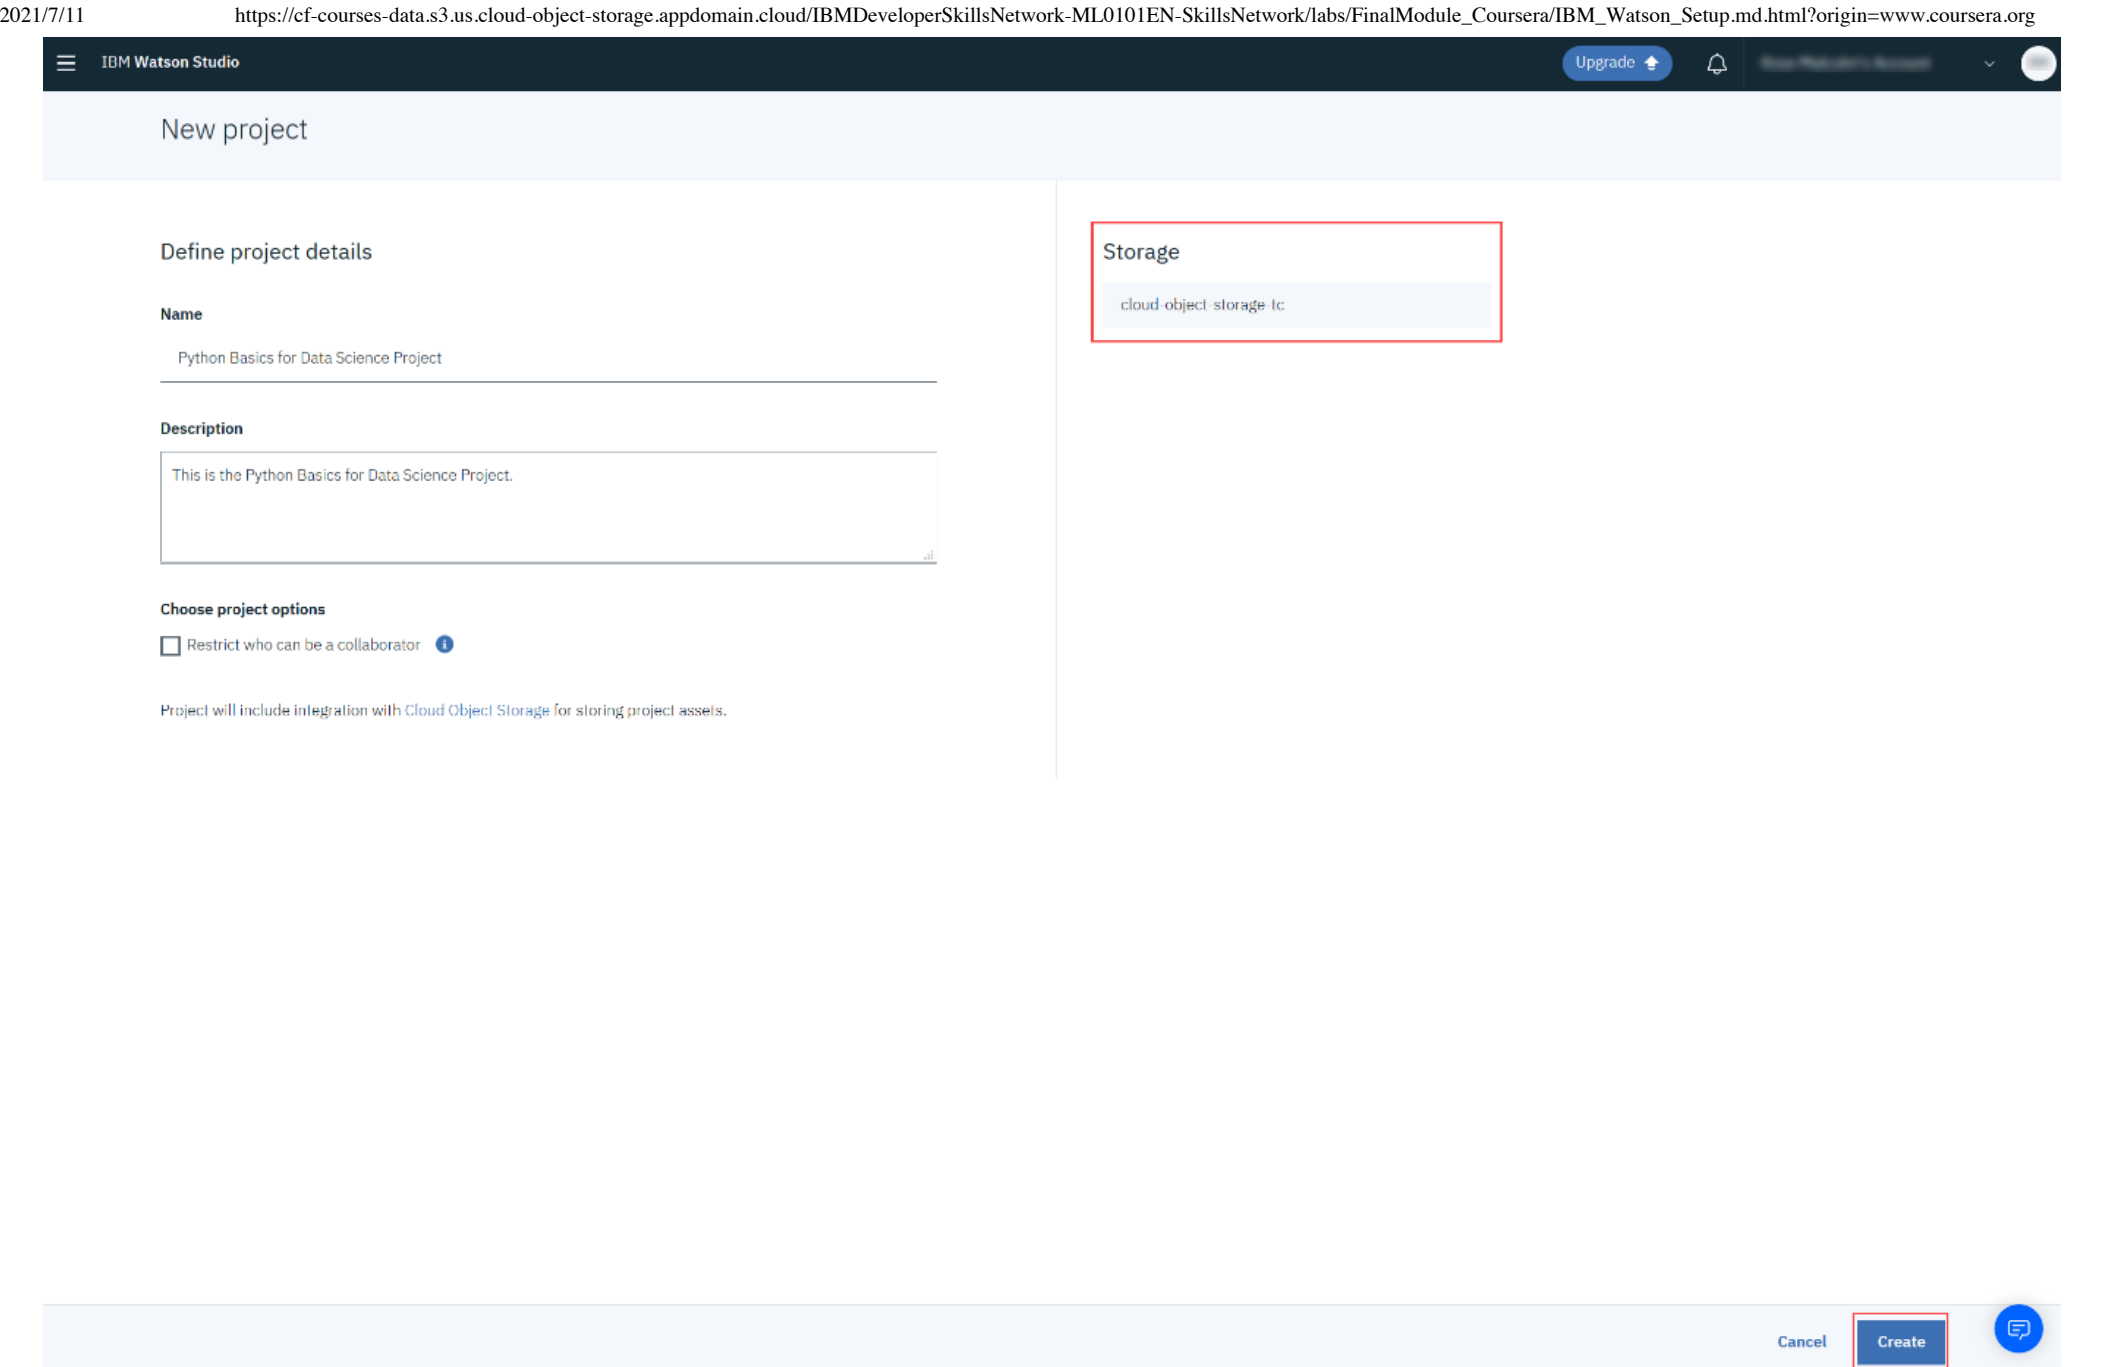 2021/7/11 https://cf-courses-data.s3.us.cloud-object-storage.appdomain.cloud/IBMDeveloperSkillsNetwork-ML0101EN-SkillsNetwork/labs/FinalModule_Coursera/IBM_Watson_Setup.md.html?origin=www.coursera.org
IBM Watson Studio
Upgrade
New project
Define project details
Name
Python Basics for Data Science Project
Description
This is the Python Basics for Data Science Project.
Choose project options
Restrict who can be a collaborator
Project will include integration with Cloud Object Storage for storing project assets.
Storage
cloud-object-storage-tc
Cancel
Create